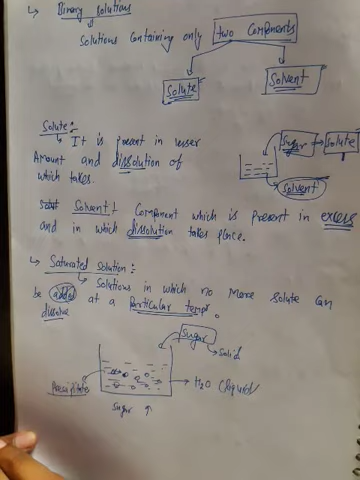 ↳ Binary solutions
Solutions containing only two Components
Solute
Solvent
Solute:
↳ It is present in lesser
Amount and dissolution of
which takes.
Sugar → Solute
Solvent
Solvent: Component which is present in excess
and in which dissolution takes place.
↳ Saturated solution:
↳ Solutions in which no more solute can
be added at a Particular tempr.
dissolve
Sugar
Solid
Precipitate
H₂O (liquid)
Sugar ↑